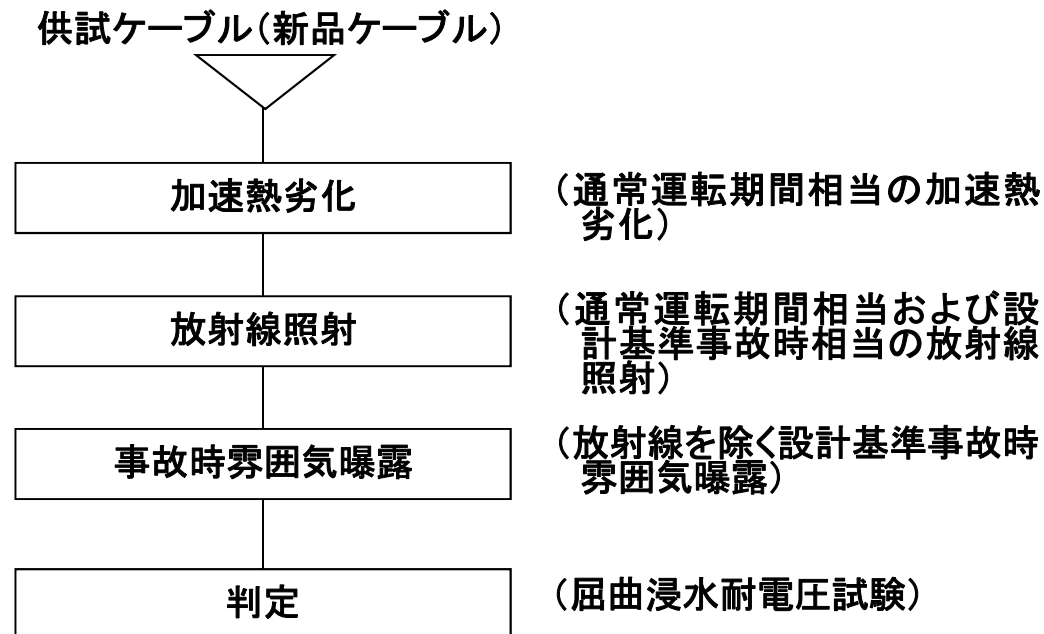 供試ケーブル（新品ケーブル）
加速熱劣化
（通常運転期間相当の加速熱
劣化）
放射線照射
（通常運転期間相当および設
計基準事故時相当の放射線
照射）
事故時雰囲気曝露
（放射線を除く設計基準事故時
雰囲気曝露）
判定
（屈曲浸水耐電圧試験）